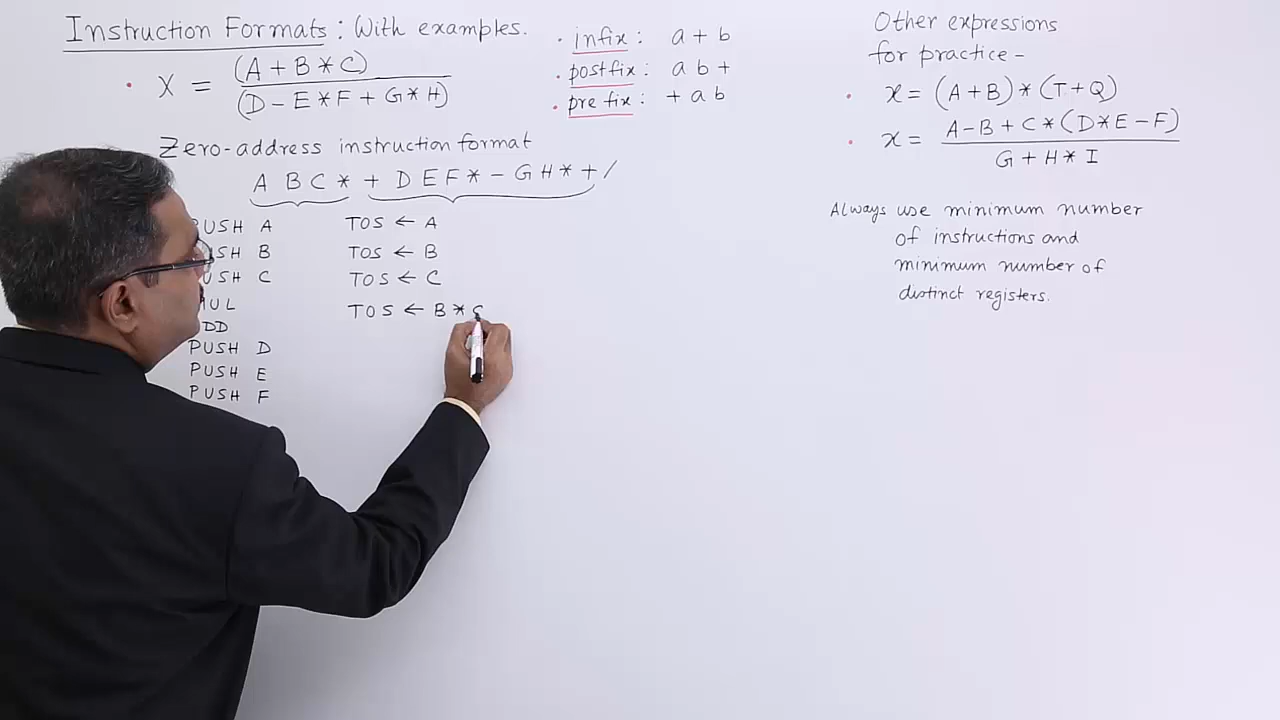 Instruction Formats : With examples.
• X = (A + B * C) / (D - E * F + G * H)
• infix : a + b
• postfix : a b +
• prefix : + a b
Zero-address instruction format
A B C * + D E F * - G H * + /
PUSH A TOS ← A
PUSH B TOS ← B
PUSH C TOS ← C
MUL TOS ← B * C
ADD
PUSH D
PUSH E
PUSH F
Other expressions
for practice -
• x = (A + B) * (T + Q)
• x = A - B + C * (D * E - F) / G + H * I
Always use minimum number
of instructions and
minimum number of
distinct registers.